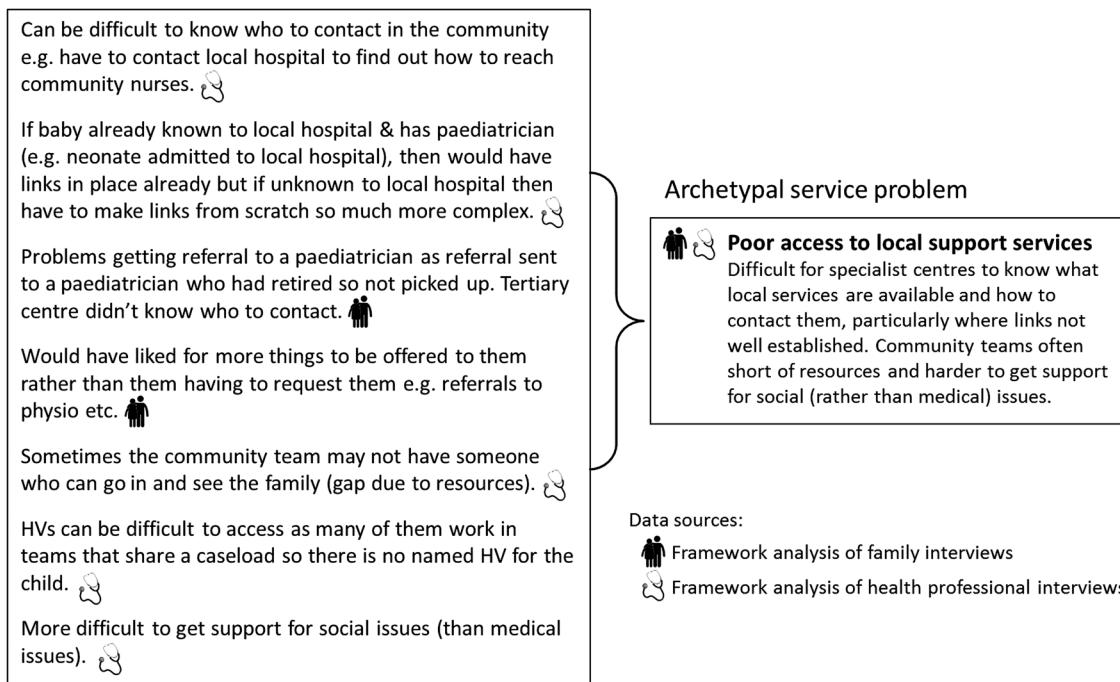 Can be difficult to know who to contact in the community
e.g. have to contact local hospital to find out how to reach
community nurses.
If baby already known to local hospital & has paediatrician
(e.g. neonate admitted to local hospital), then would have
links in place already but if unknown to local hospital then
have to make links from scratch so much more complex.
Problems getting referral to a paediatrician as referral sent
to a paediatrician who had retired so not picked up. Tertiary
centre didn’t know who to contact.
Would have liked for more things to be offered to them
rather than them having to request them e.g. referrals to
physio etc.
Sometimes the community team may not have someone
who can go in and see the family (gap due to resources).
HVs can be difficult to access as many of them work in
teams that share a caseload so there is no named HV for the
child.
More difficult to get support for social issues (than medical
issues).
Archetypal service problem
Poor access to local support services
Difficult for specialist centres to know what
local services are available and how to
contact them, particularly where links not
well established. Community teams often
short of resources and harder to get support
for social (rather than medical) issues.
Data sources:
Framework analysis of family interviews
Framework analysis of health professional interviews